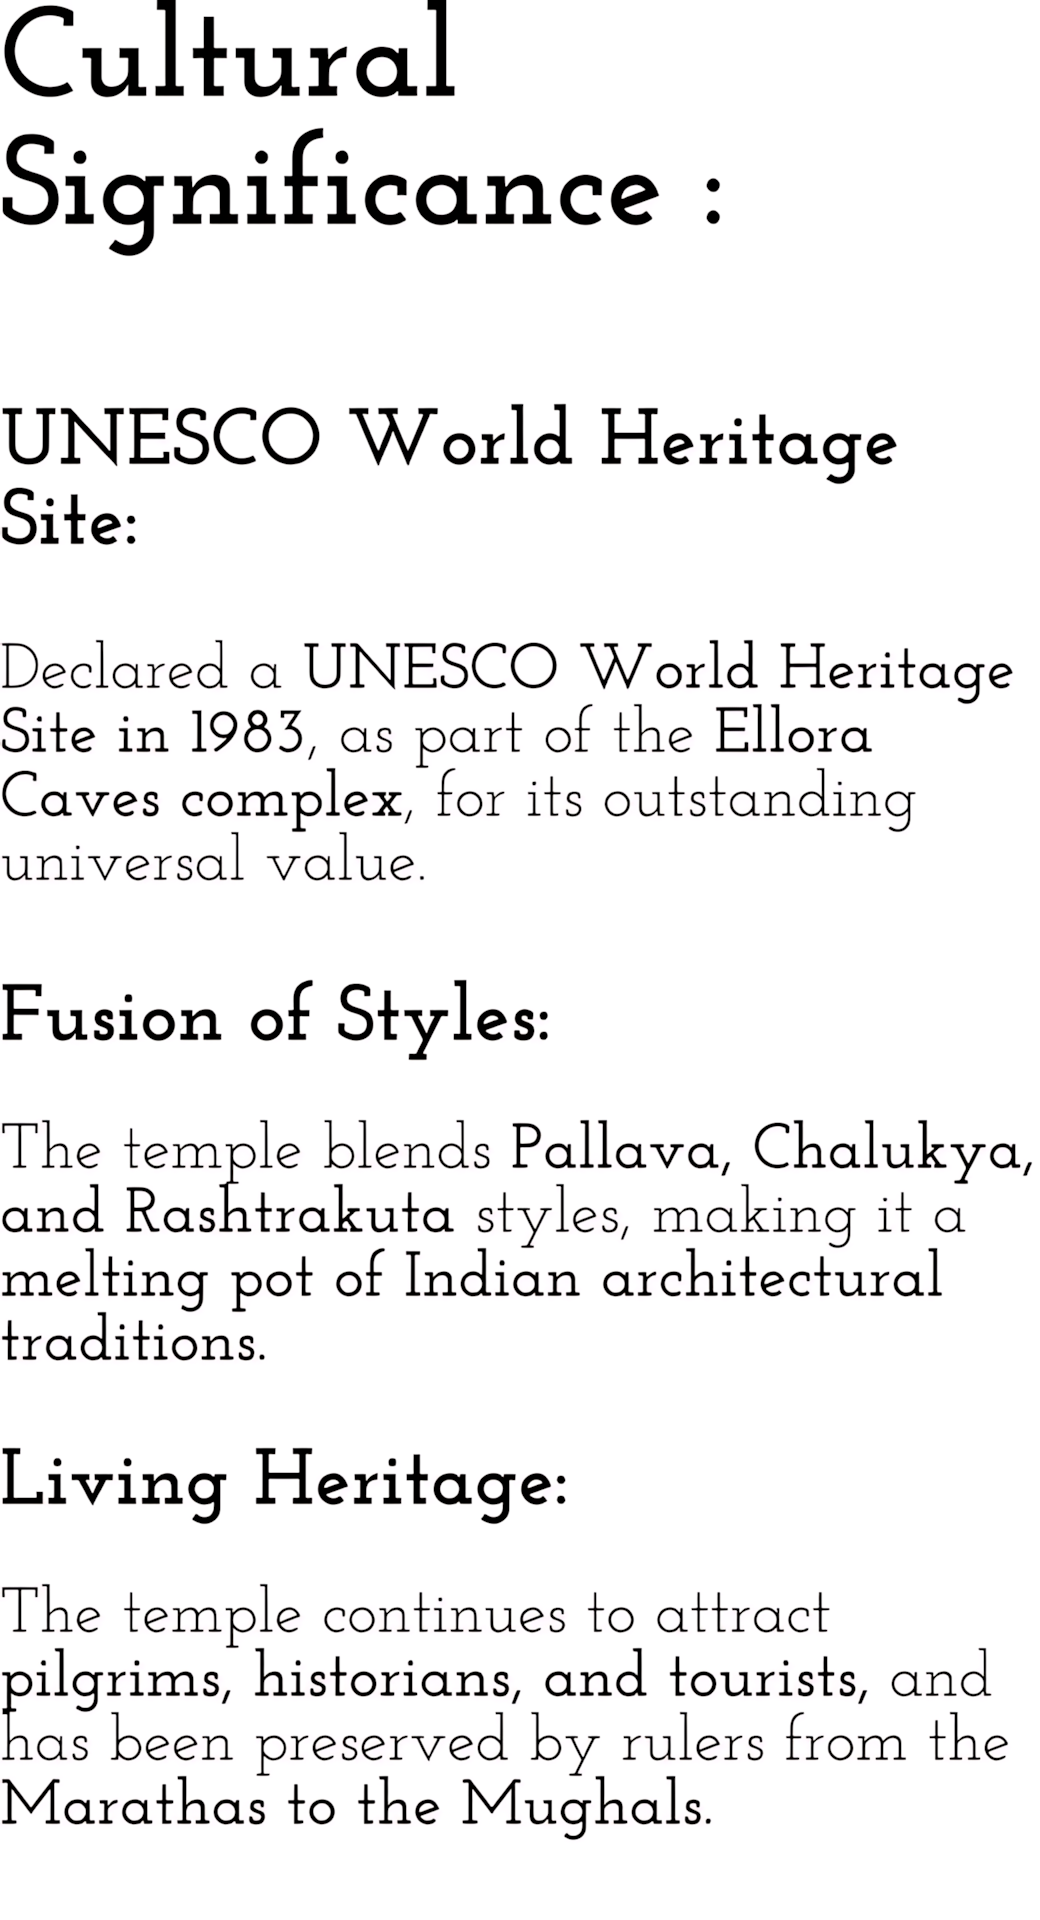 Cultural
Significance :
UNESCO World Heritage
Site:
Declared a UNESCO World Heritage
Site in 1983, as part of the Ellora
Caves complex, for its outstanding
universal value.
Fusion of Styles:
The temple blends Pallava, Chalukya,
and Rashtrakuta styles, making it a
melting pot of Indian architectural
traditions.
Living Heritage:
The temple continues to attract
pilgrims, historians, and tourists, and
has been preserved by rulers from the
Marathas to the Mughals.